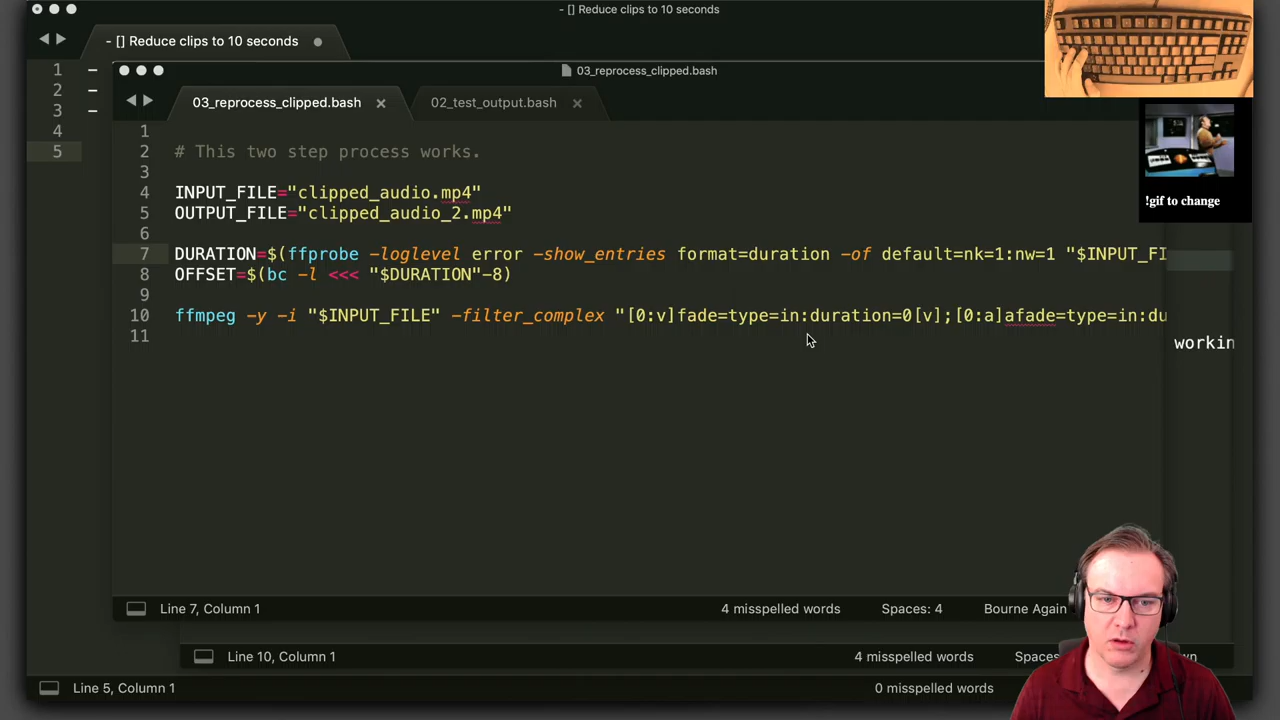 - [] Reduce clips to 10 seconds
- [] Reduce clips to 10 seconds
1 –
2 –
3 –
4
5
03_reprocess_clipped.bash
03_reprocess_clipped.bash
02_test_output.bash
1
2 # This two step process works.
3
4 INPUT_FILE="clipped_audio.mp4"
5 OUTPUT_FILE="clipped_audio_2.mp4"
6
7 DURATION=$(ffprobe -loglevel error -show_entries format=duration -of default=nk=1:nw=1 "$INPUT_FI
8 OFFSET=$(bc -l <<< "$DURATION"-8)
9
10 ffmpeg -y -i "$INPUT_FILE" -filter_complex "[0:v]fade=type=in:duration=0[v];[0:a]afade=type=in:du
11
workin
!gif to change
Line 7, Column 1 4 misspelled words Spaces: 4 Bourne Again
Line 10, Column 1 4 misspelled words Spaces
Line 5, Column 1 0 misspelled words